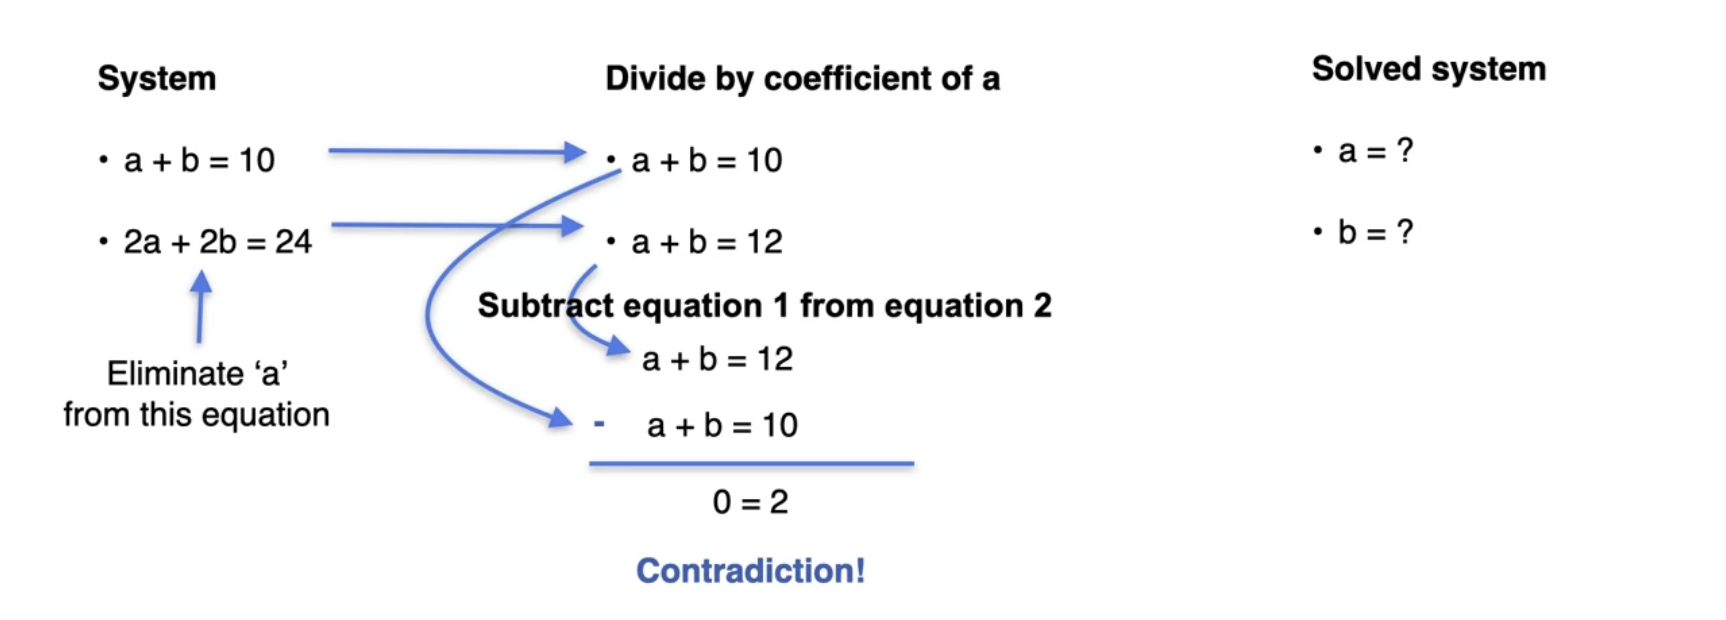 System
• a + b = 10
• 2a + 2b = 24
Eliminate ‘a’
from this equation
Divide by coefficient of a
• a + b = 10
• a + b = 12
Subtract equation 1 from equation 2
a + b = 12
- a + b = 10
0 = 2
Contradiction!
Solved system
• a = ?
• b = ?